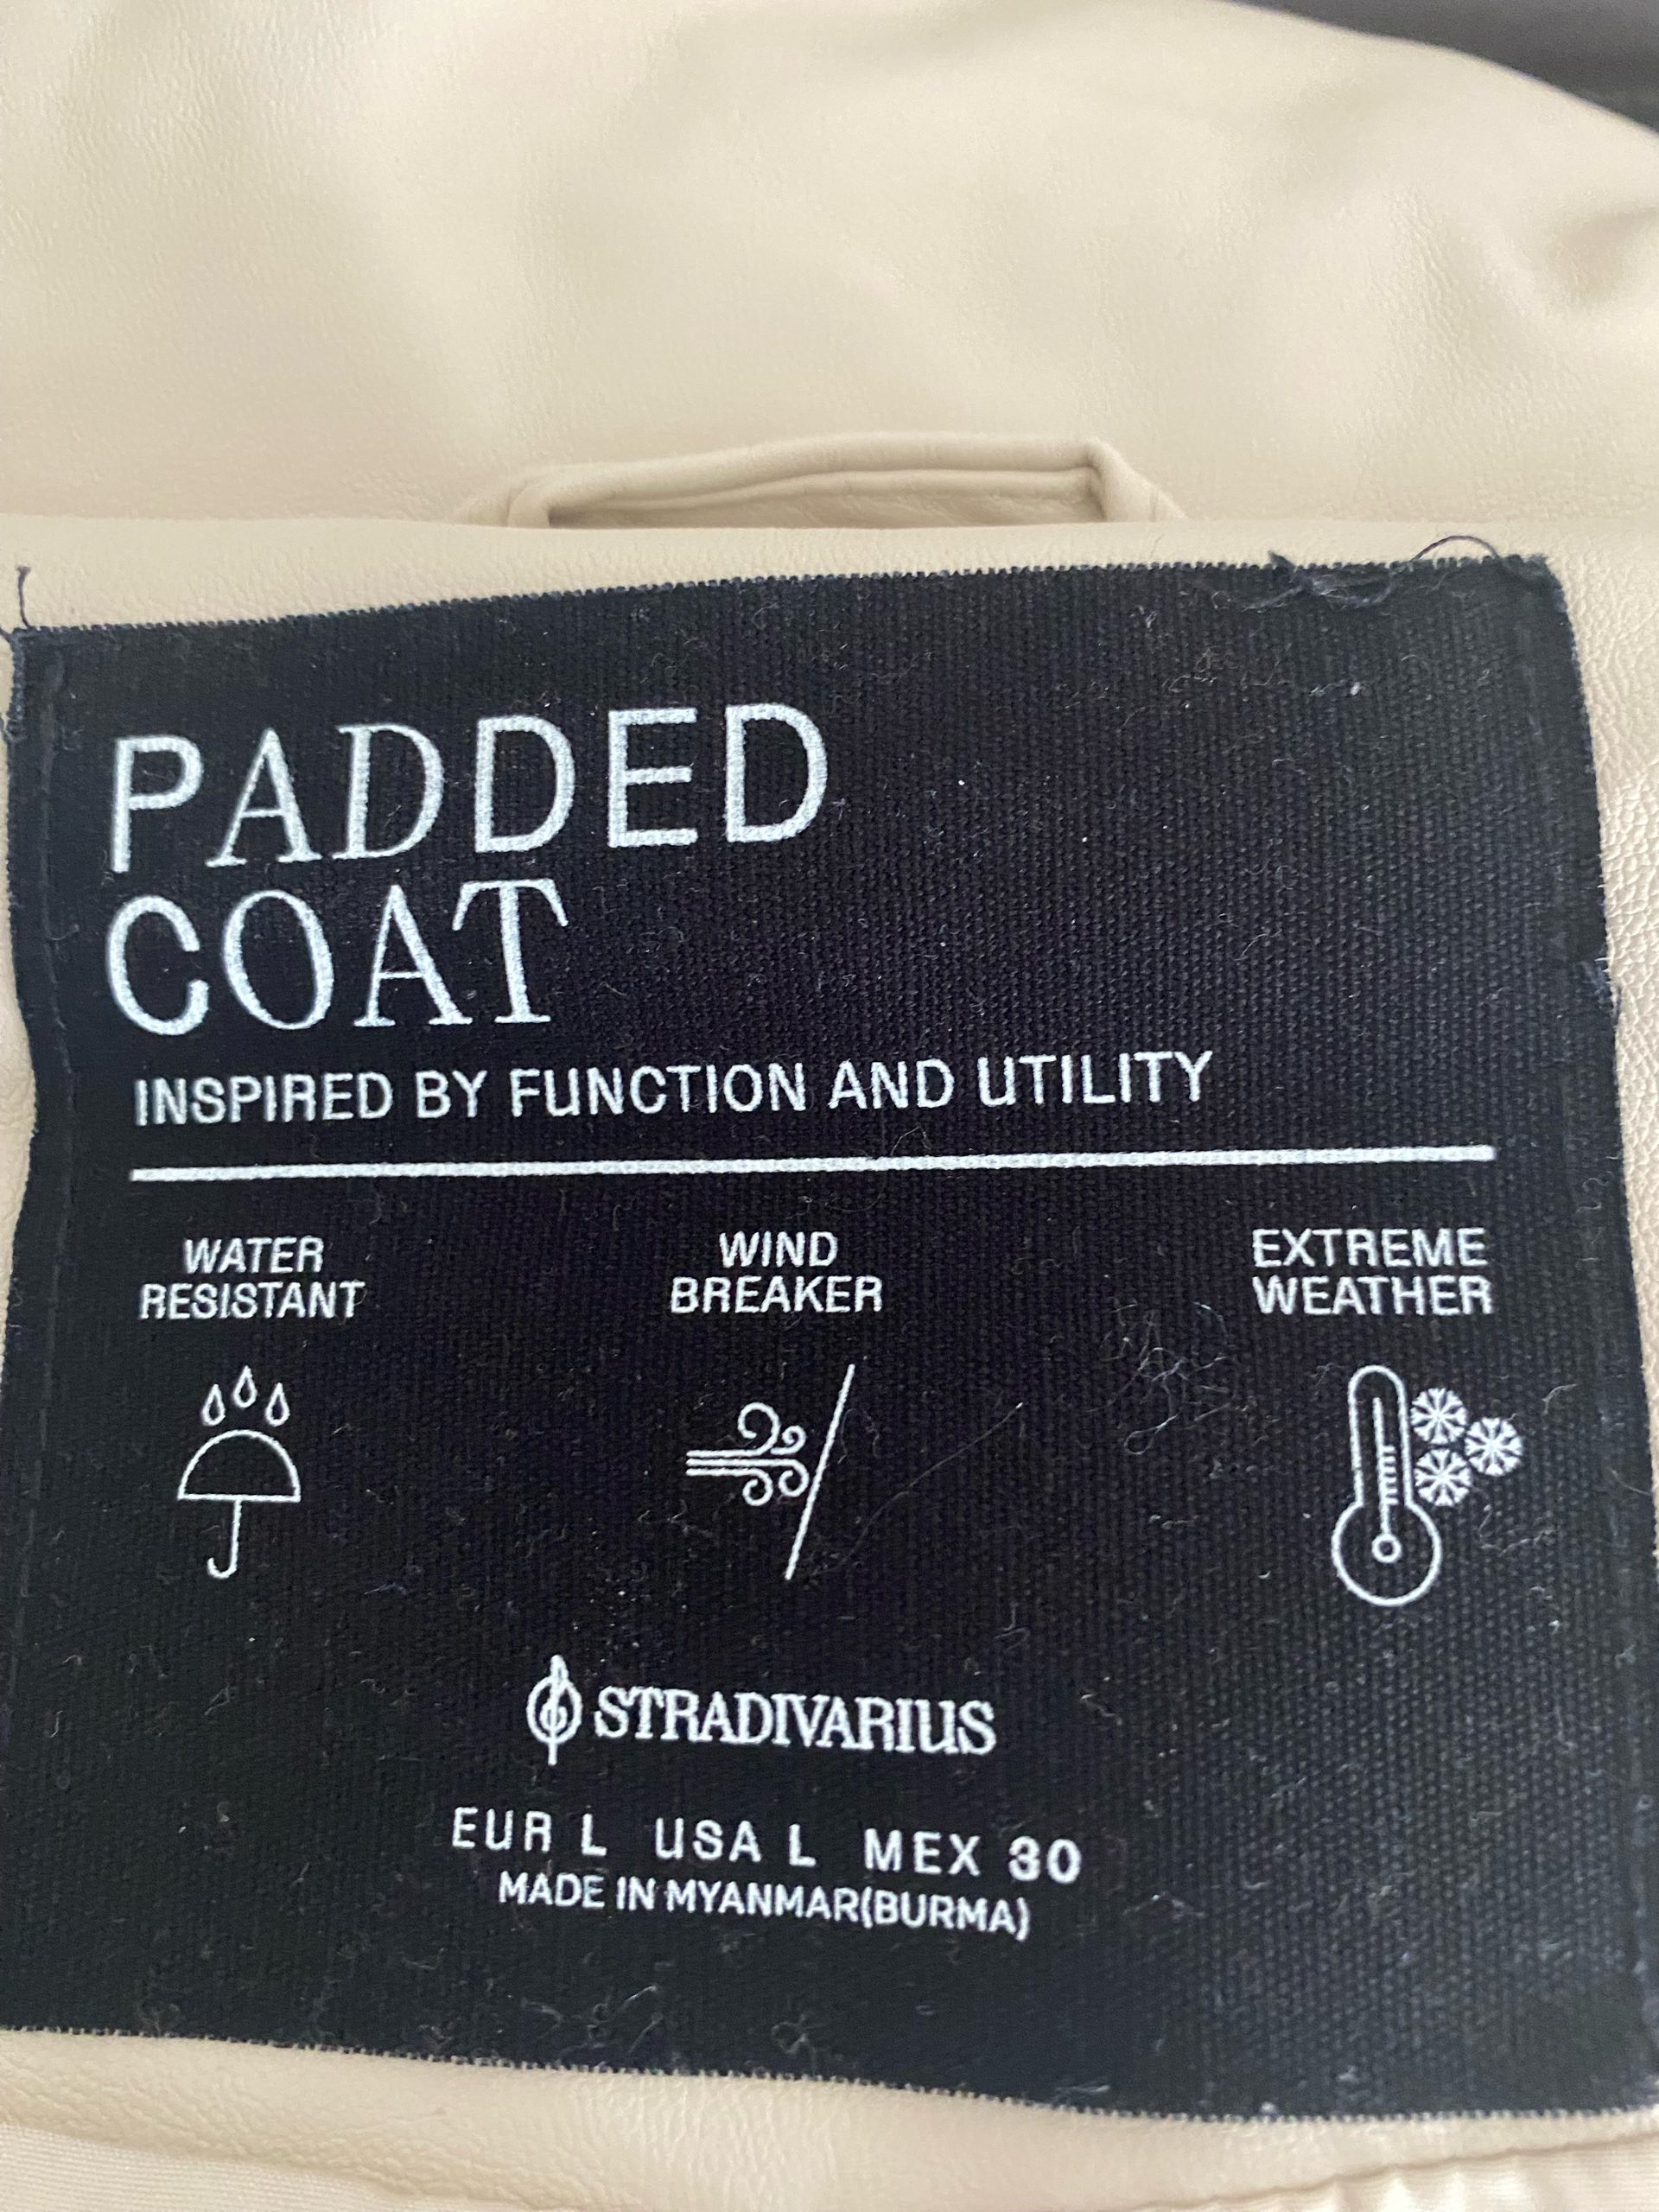 PADDED
COAT
INSPIRED BY FUNCTION AND UTILITY
WATER
RESISTANT
WIND
BREAKER
EXTREME
WEATHER
STRADIVARIUS
EUR L USA L MEX 30
MADE IN MYANMAR(BURMA)